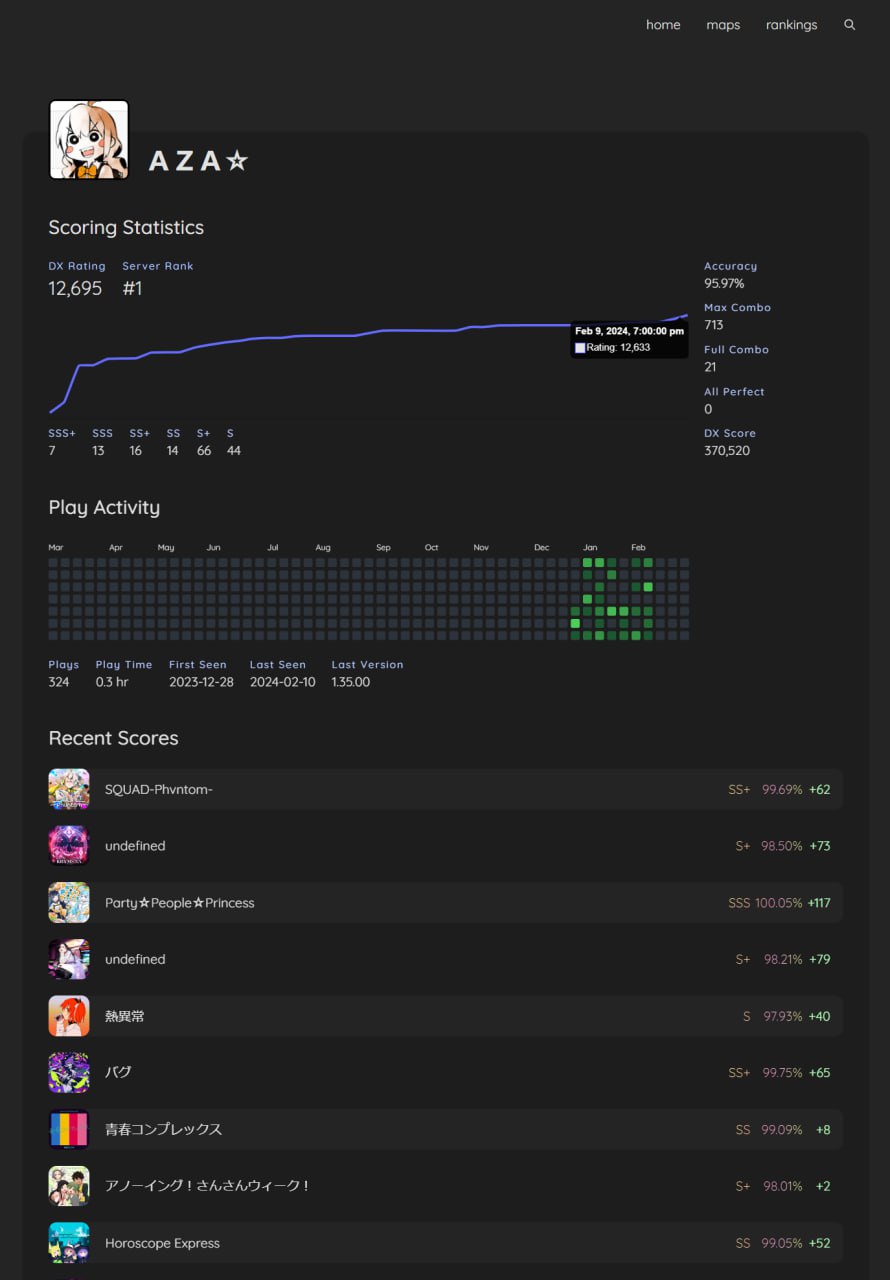 home maps rankings
AZA☆
Scoring Statistics
DX Rating Server Rank
12,695 #1
Feb 9, 2024, 7:00:00 pm
Rating: 12,633
SSS+ SSS SS+ SS S+ S
7 13 16 14 66 44
Accuracy
95.97%
Max Combo
713
Full Combo
21
All Perfect
0
DX Score
370,520
Play Activity
Mar Apr May Jun Jul Aug Sep Oct Nov Dec Jan Feb
Plays Play Time First Seen Last Seen Last Version
324 0.3 hr 2023-12-28 2024-02-10 1.35.00
Recent Scores
SQUAD-Phvntom- SS+ 99.69% +62
undefined S+ 98.50% +73
Party☆People☆Princess SSS 100.05% +117
undefined S+ 98.21% +79
熱異常 S 97.93% +40
バグ SS+ 99.75% +65
青春コンプレックス SS 99.09% +8
アノーイング！さんさんウィーク！ S+ 98.01% +2
Horoscope Express SS 99.05% +52